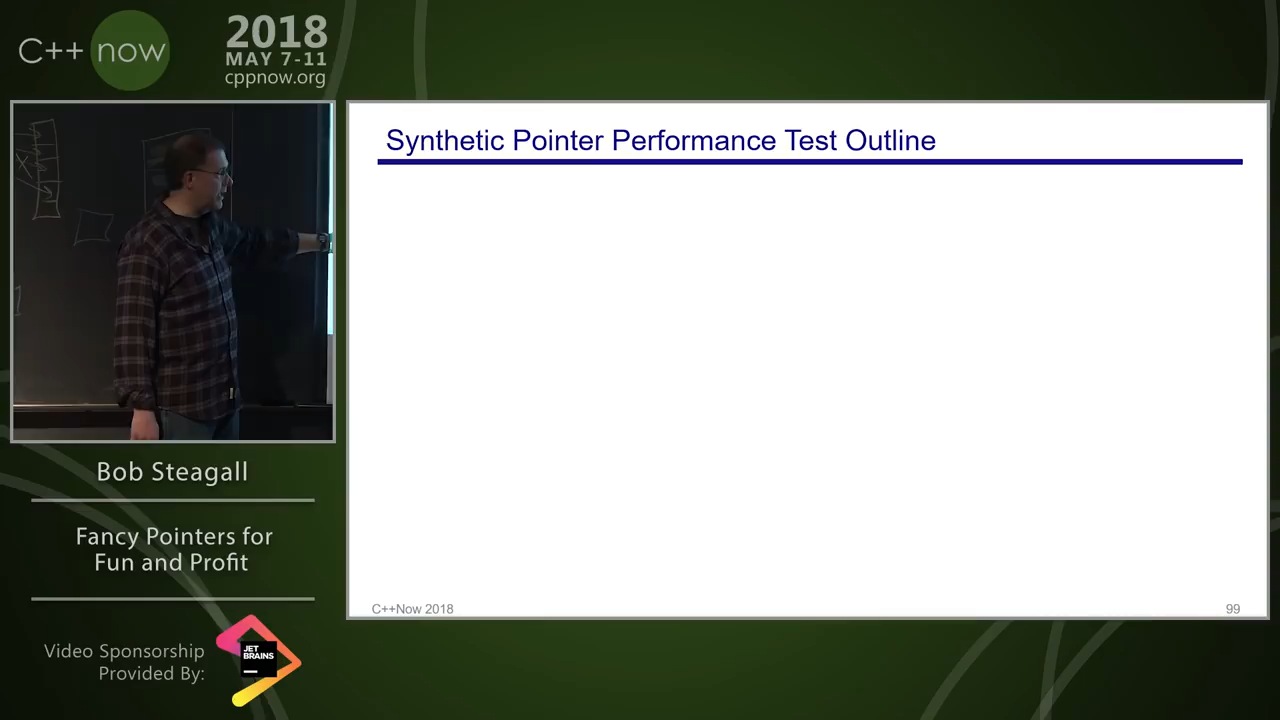 C++ now
2018
MAY 7-11
cppnow.org
Synthetic Pointer Performance Test Outline
Bob Steagall
Fancy Pointers for
Fun and Profit
Video Sponsorship
Provided By:
JET
BRAINS
C++Now 2018
99